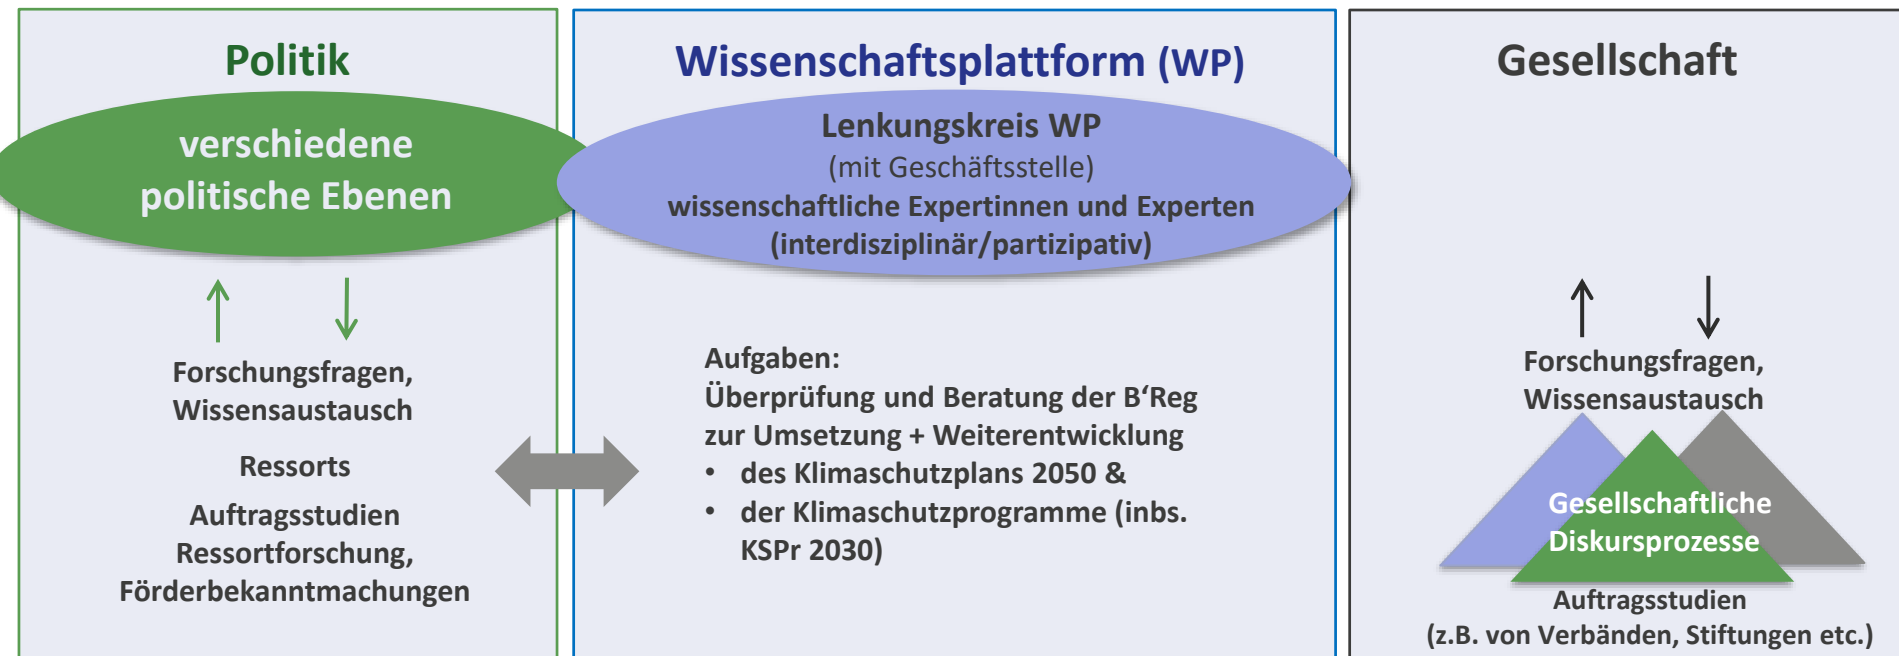 Politik
verschiedene
politische Ebenen
Forschungsfragen,
Wissensaustausch
Ressorts
Auftragsstudien
Ressortforschung,
Förderbekanntmachungen
Wissenschaftsplattform (WP)
Lenkungskreis WP
(mit Geschäftsstelle)
wissenschaftliche Expertinnen und Experten
(interdisziplinär/partizipativ)
Aufgaben:
Überprüfung und Beratung der B‘Reg
zur Umsetzung + Weiterentwicklung
• des Klimaschutzplans 2050 &
• der Klimaschutzprogramme (inbs.
KSPr 2030)
Gesellschaft
Forschungsfragen,
Wissensaustausch
Gesellschaftliche
Diskursprozesse
Auftragsstudien
(z.B. von Verbänden, Stiftungen etc.)